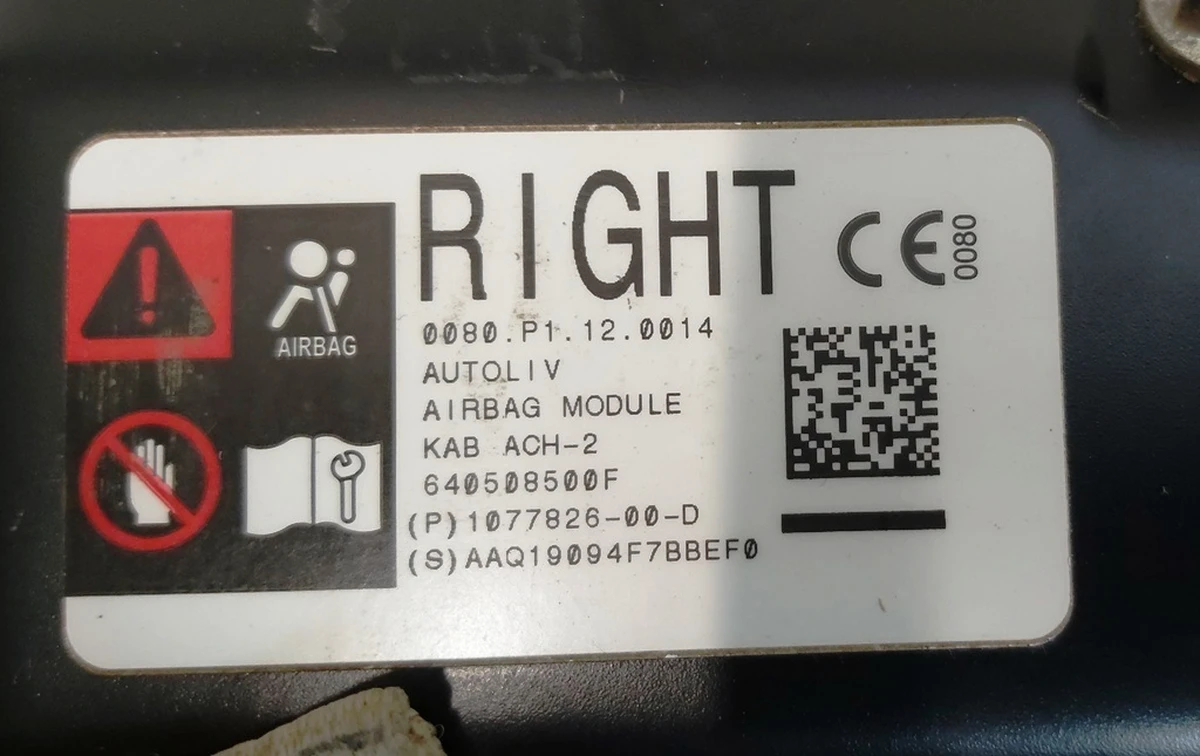 RIGHT
CE 0080
AIRBAG
0080.P1.12.0014
AUTOLIV
AIRBAG MODULE
KAB ACH-2
640508500F
(P)1077826-00-D
(S)AAQ19094F7BBEF0